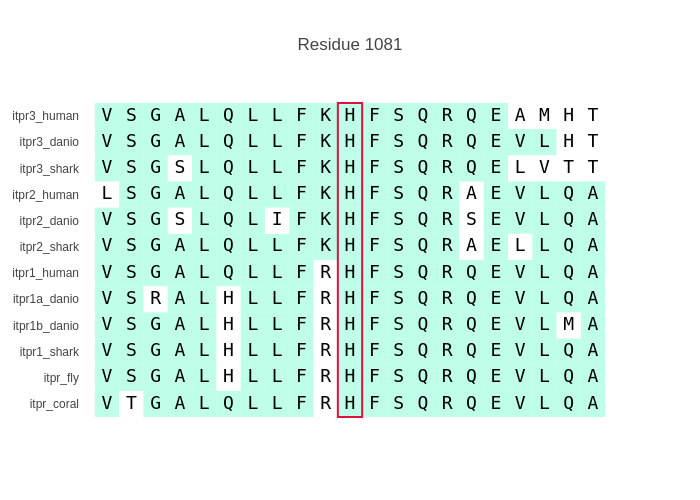 Residue 1081
itpr3_human V S G A L Q L L F K H F S Q R Q E A M H T
itpr3_danio V S G A L Q L L F K H F S Q R Q E V L H T
itpr3_shark V S G S L Q L L F K H F S Q R Q E L V T T
itpr2_human L S G A L Q L L F K H F S Q R A E V L Q A
itpr2_danio V S G S L Q L I F K H F S Q R S E V L Q A
itpr2_shark V S G A L Q L L F K H F S Q R A E L L Q A
itpr1_human V S G A L Q L L F R H F S Q R Q E V L Q A
itpr1a_danio V S R A L H L L F R H F S Q R Q E V L Q A
itpr1b_danio V S G A L H L L F R H F S Q R Q E V L M A
itpr1_shark V S G A L H L L F R H F S Q R Q E V L Q A
itpr_fly V S G A L H L L F R H F S Q R Q E V L Q A
itpr_coral V T G A L Q L L F R H F S Q R Q E V L Q A